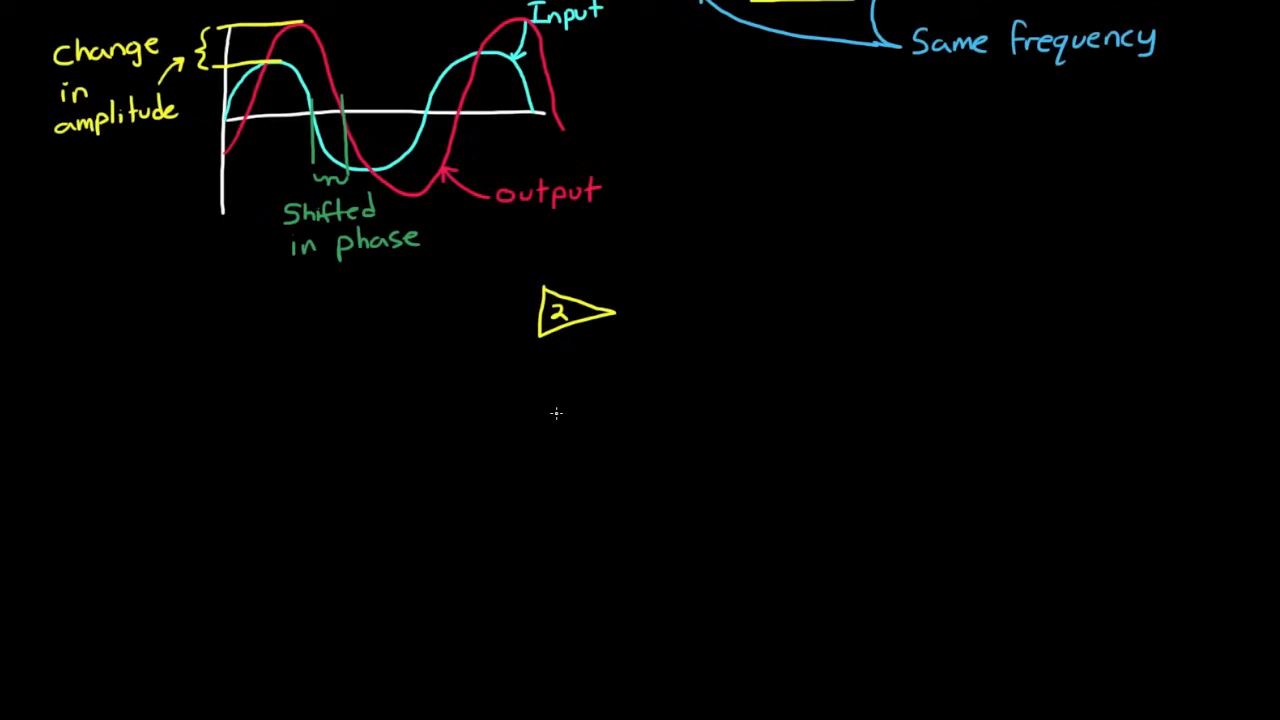 Input
Change
in
amplitude
Same frequency
output
Shifted
in phase
2